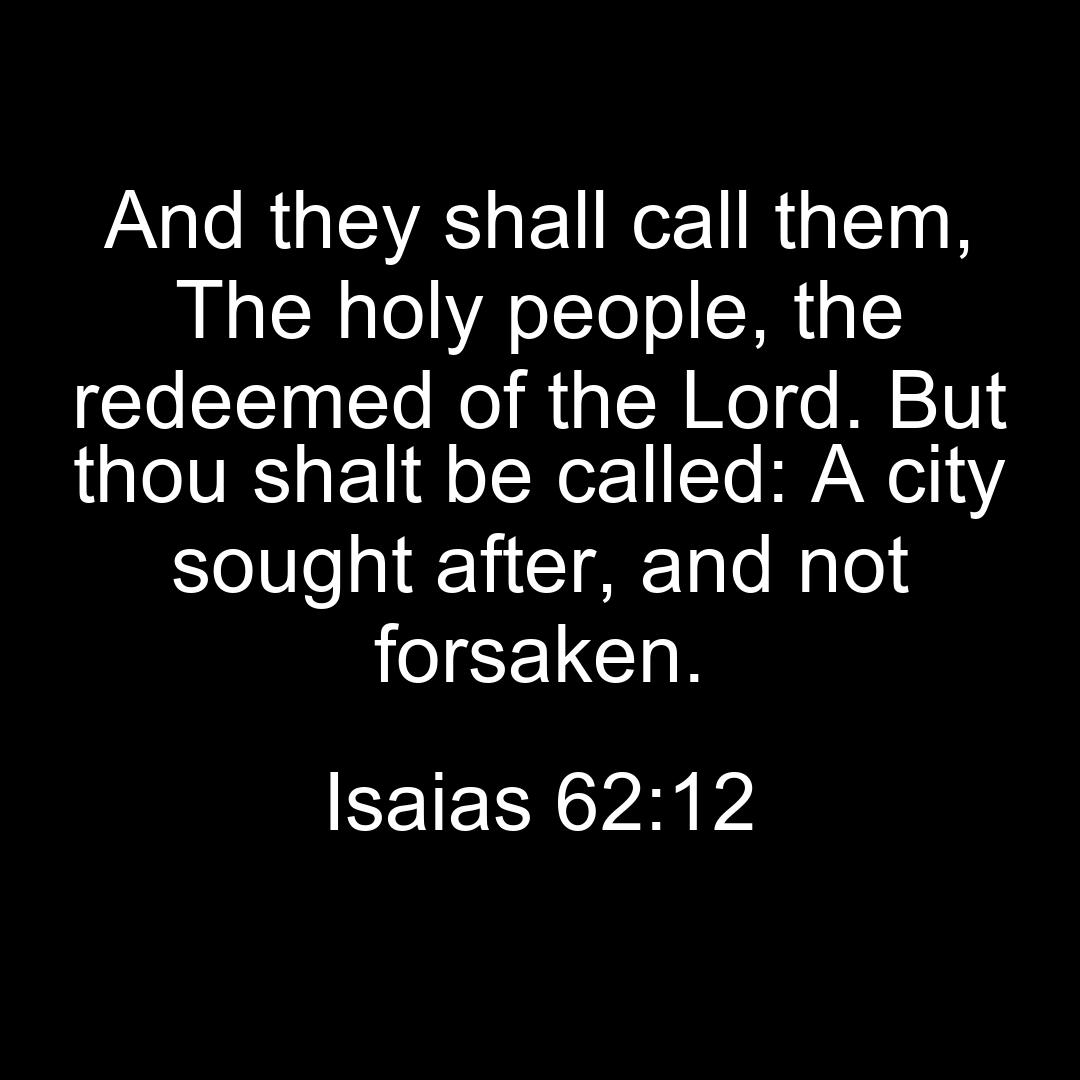 And they shall call them,
The holy people, the
redeemed of the Lord. But
thou shalt be called: A city
sought after, and not
forsaken.
Isaias 62:12